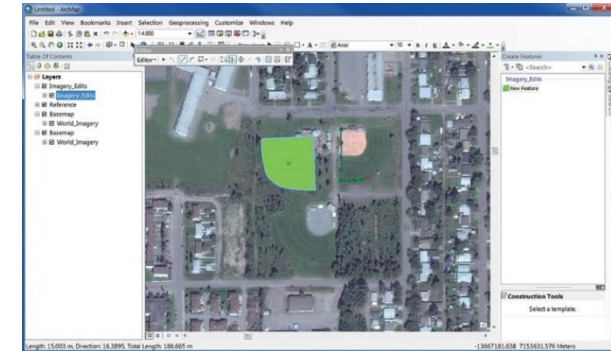 Untitled - ArcMap
File Edit View Bookmarks Insert Selection Geoprocessing Customize Windows Help
1:4,600
Arial
10
Editor
Table Of Contents
Layers
Imagery_Edits
Imagery_Edits
Reference
Basemap
World_Imagery
Basemap
World_Imagery
Create Features
<Search>
Imagery_Edits
New Feature
Construction Tools
Select a template.
Length: 15.003 m, Direction: 16.3895, Total Length: 186.665 m
-13667181.638 7153631.576 Meters